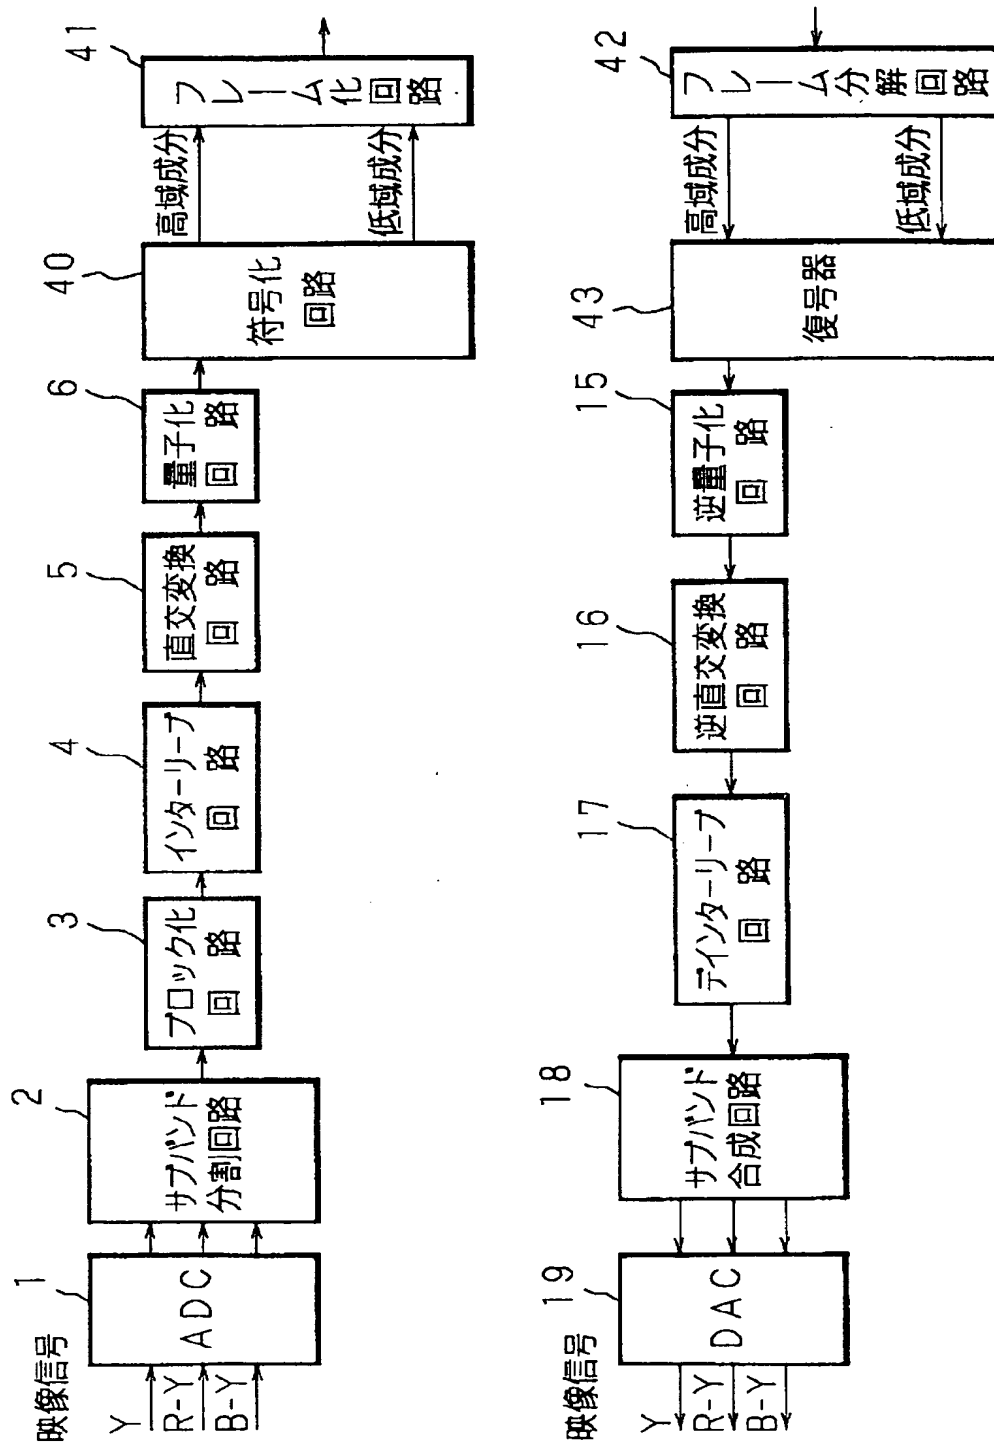 映像信号
Y
R-Y
B-Y
1
ADC
2
サブバンド
分割回路
3
ブロック化
回路
4
インターリーブ
回路
5
直交変換
回路
6
量子化
回路
40
符号化
回路
高域成分
低域成分
41
フレーム化回路
映像信号
Y
R-Y
B-Y
19
DAC
18
サブバンド
合成回路
17
デインターリーブ
回路
16
逆直交変換
回路
15
逆量子化
回路
43
復号器
高域成分
低域成分
42
フレーム分解回路